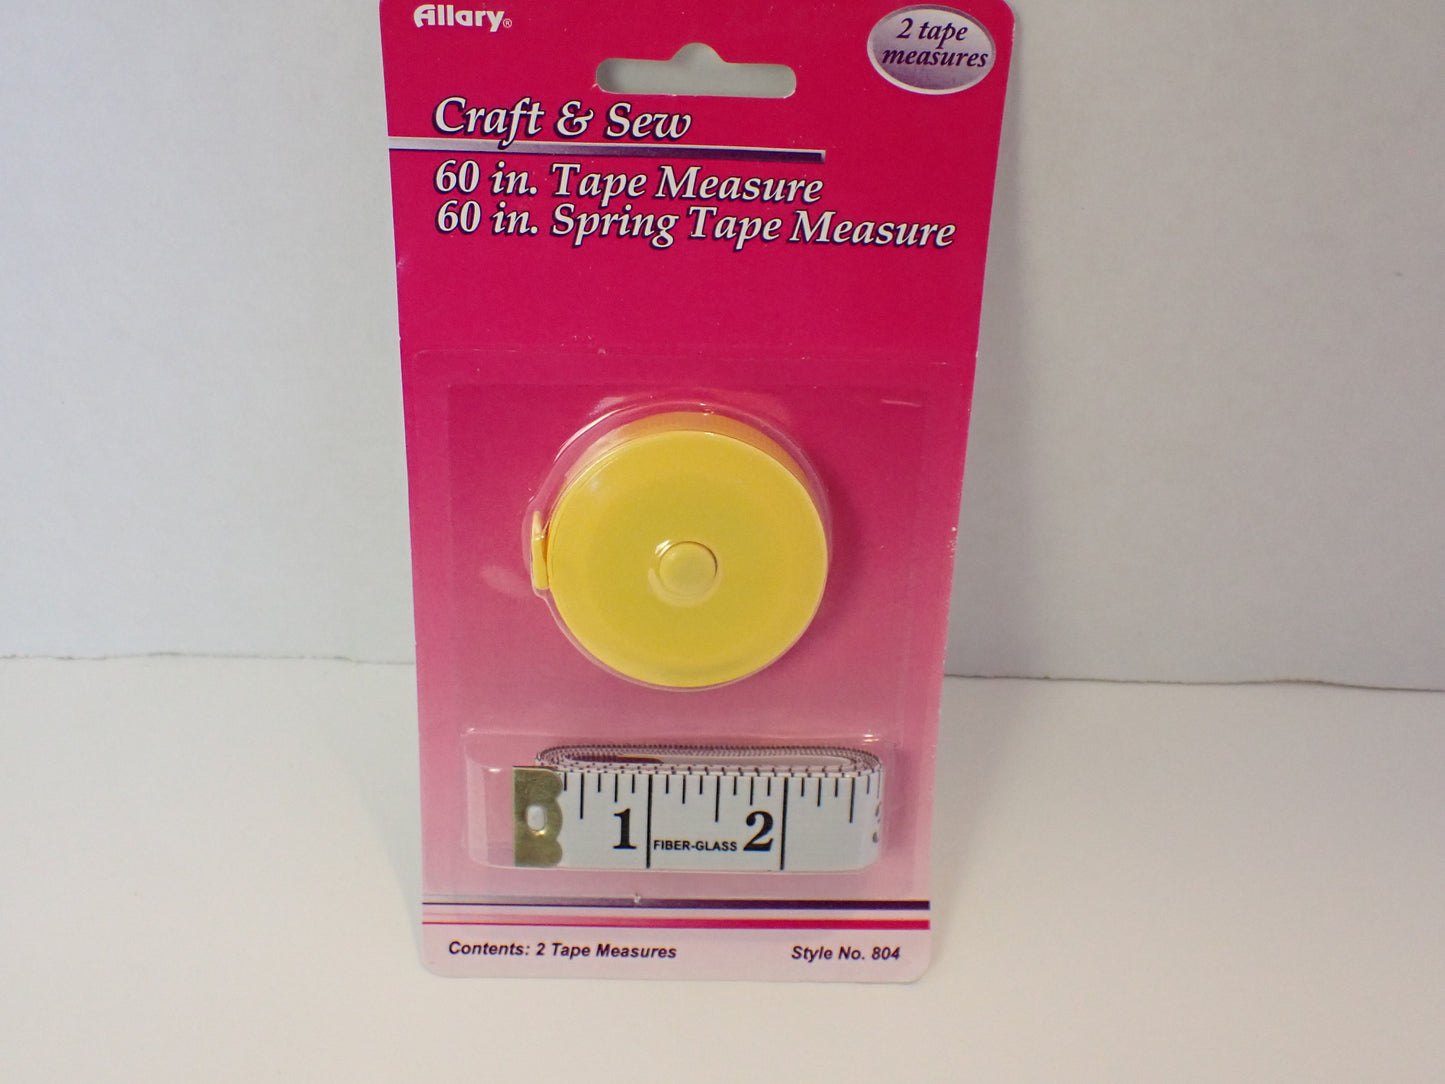 Allary®
2 tape
measures
Craft & Sew
60 in. Tape Measure
60 in. Spring Tape Measure
1 FIBER-GLASS 2
Contents: 2 Tape Measures
Style No. 804